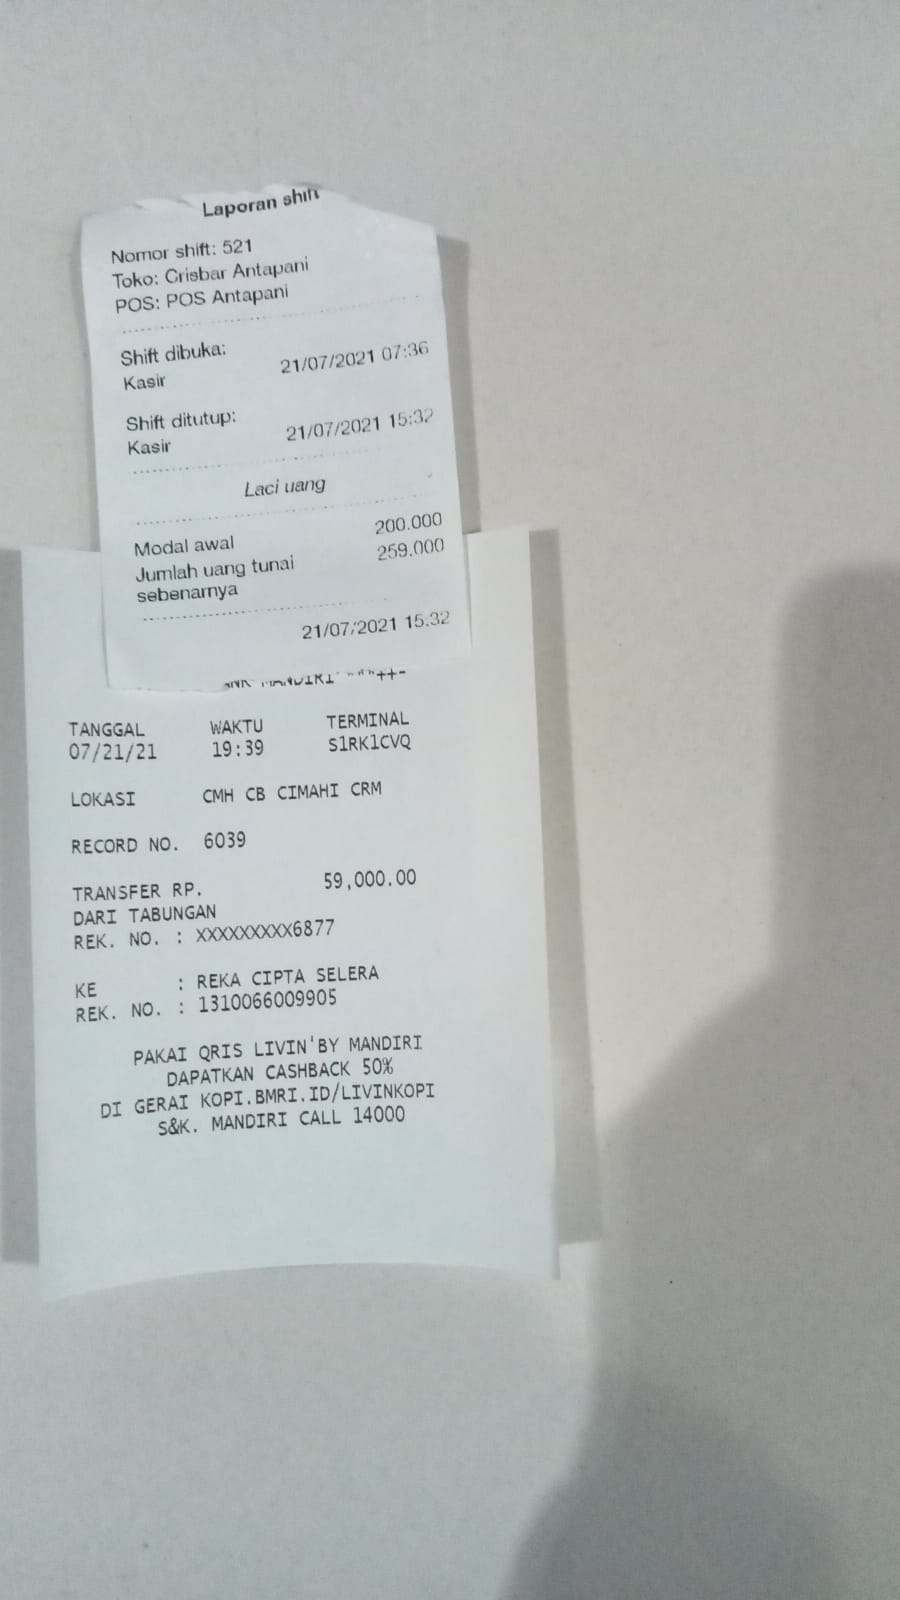 Laporan shift
Nomor shift: 521
Toko: Crisbar Antapani
POS: POS Antapani
Shift dibuka:
Kasir 21/07/2021 07:36
Shift ditutup:
Kasir 21/07/2021 15:32
Laci uang
Modal awal 200.000
Jumlah uang tunai 259.000
sebenarnya
21/07/2021 15:32
MANDIRI
TANGGAL WAKTU TERMINAL
07/21/21 19:39 S1RK1CVQ
LOKASI CMH CB CIMAHI CRM
RECORD NO. 6039
TRANSFER RP. 59,000.00
DARI TABUNGAN
REK. NO. : XXXXXXXXX6877
KE : REKA CIPTA SELERA
REK. NO. : 1310066009905
PAKAI QRIS LIVIN'BY MANDIRI
DAPATKAN CASHBACK 50%
DI GERAI KOPI.BMRI.ID/LIVINKOPI
S&K. MANDIRI CALL 14000